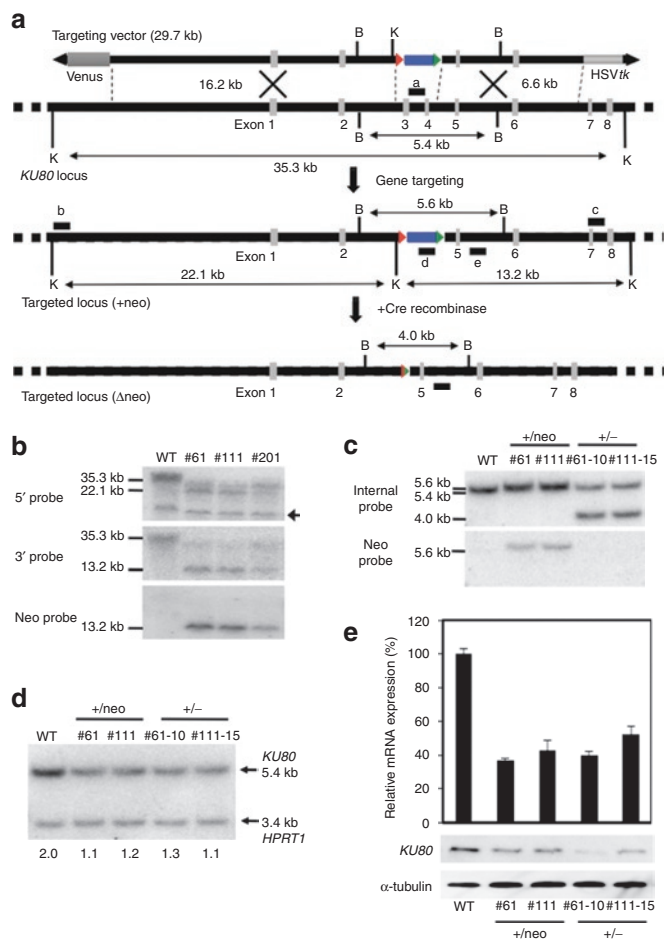 a
Targeting vector (29.7 kb)
B K B
Venus
HSVtk
16.2 kb
a
6.6 kb
Exon 1 2 3 4 5 6 7 8
B B
5.4 kb
K K
35.3 kb
KU80 locus
Gene targeting
b
B 5.6 kb B
c
Exon 1 2 5 6 7 8
d e
K 22.1 kb K 13.2 kb K
Targeted locus (+neo)
+Cre recombinase
4.0 kb
B B
Exon 1 2 5 6 7 8
Targeted locus (Δneo)
b
WT #61 #111 #201
35.3 kb
22.1 kb
5′ probe
35.3 kb
3′ probe
13.2 kb
Neo probe
13.2 kb
c
+/neo +/−
WT #61 #111 #61-10 #111-15
Internal probe
5.6 kb
5.4 kb
4.0 kb
Neo probe
5.6 kb
d
+/neo +/−
WT #61 #111 #61-10 #111-15
KU80
5.4 kb
3.4 kb
HPRT1
2.0 1.1 1.2 1.3 1.1
e
Relative mRNA expression (%)
120
100
80
60
40
20
0
KU80
α-tubulin
WT #61 #111 #61-10 #111-15
+/neo +/−